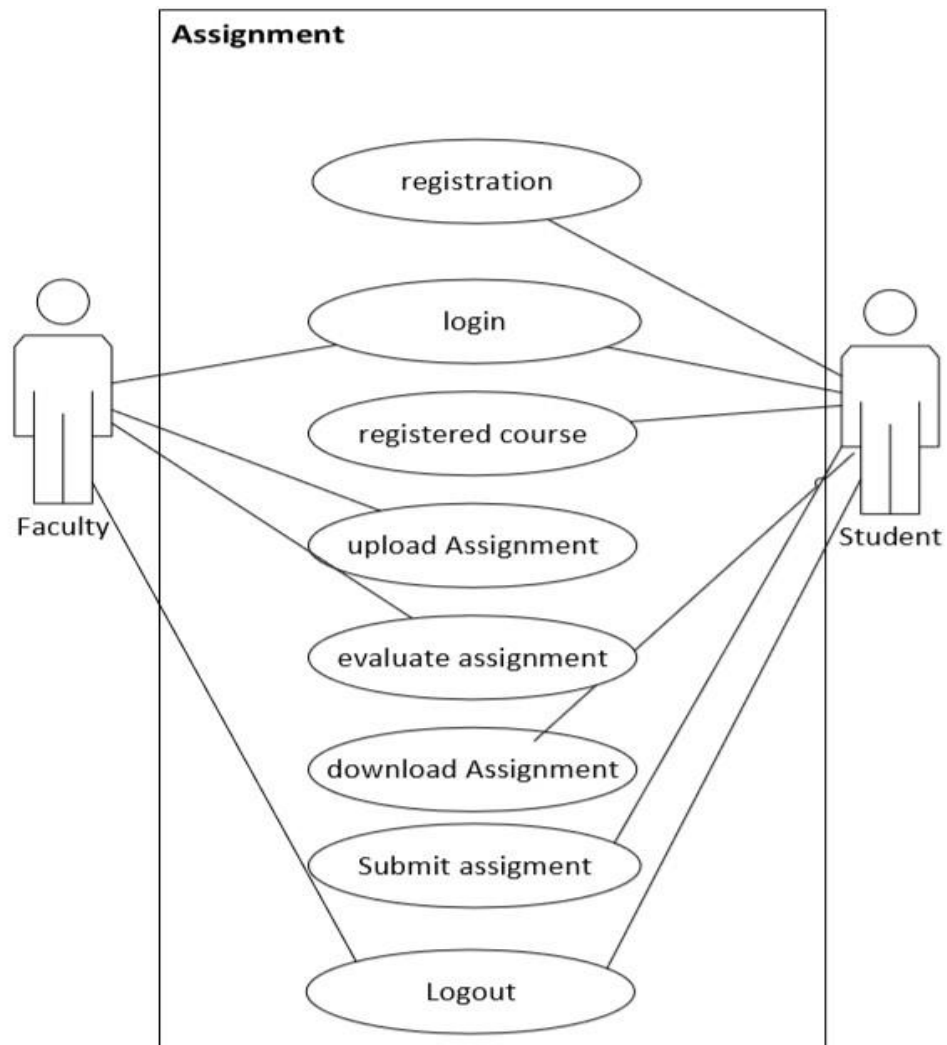 Assignment
registration
login
registered course
Faculty
upload Assignment
Student
evaluate assignment
download Assignment
Submit assigment
Logout